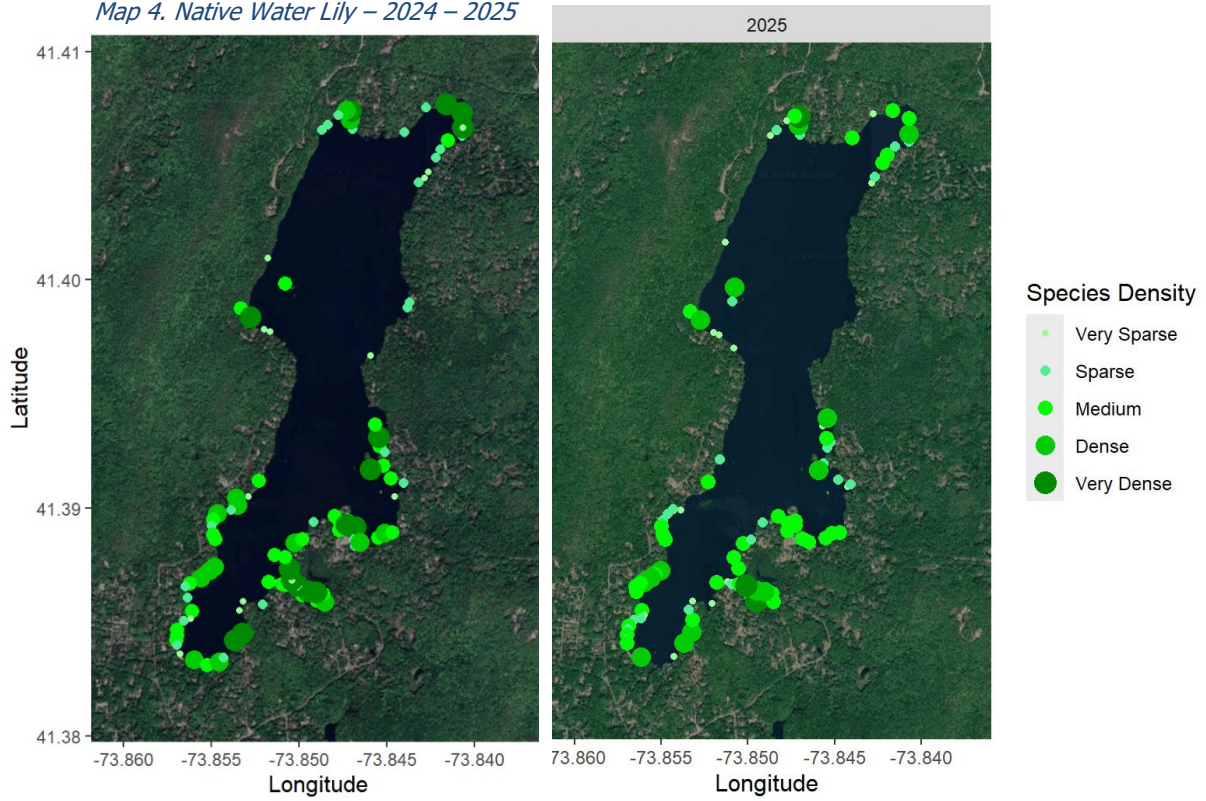 Map 4. Native Water Lily – 2024 – 2025
2025
41.41
41.40
41.39
41.38
Latitude
-73.860
-73.855
-73.850
-73.845
-73.840
Longitude
73.860
-73.855
-73.850
-73.845
-73.840
Longitude
Species Density
Very Sparse
Sparse
Medium
Dense
Very Dense